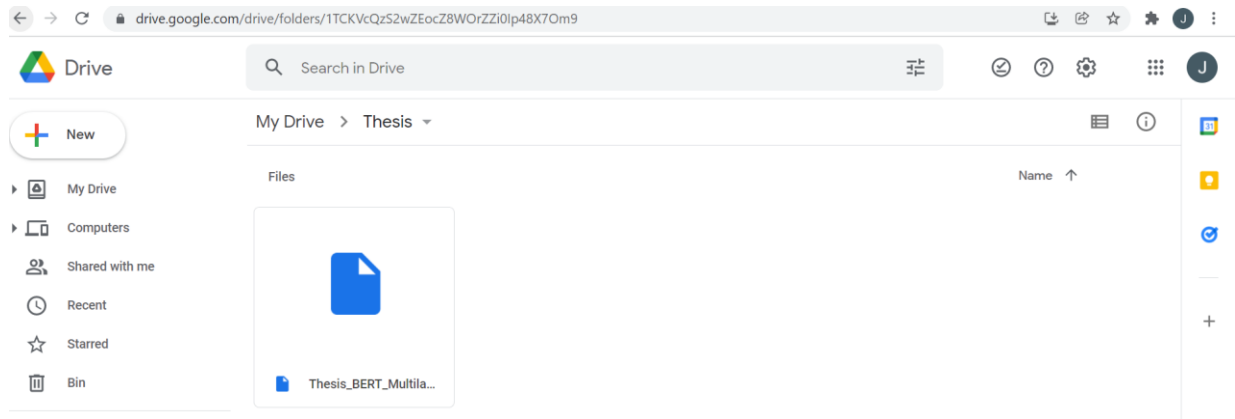 drive.google.com/drive/folders/1TCKVcQzS2wZEocZ8WOrZZi0Ip48X7Om9
J
Drive
Search in Drive
J
New
My Drive > Thesis
31
My Drive
Files
Name
Computers
Shared with me
Recent
Starred
Bin
Thesis_BERT_Multila...